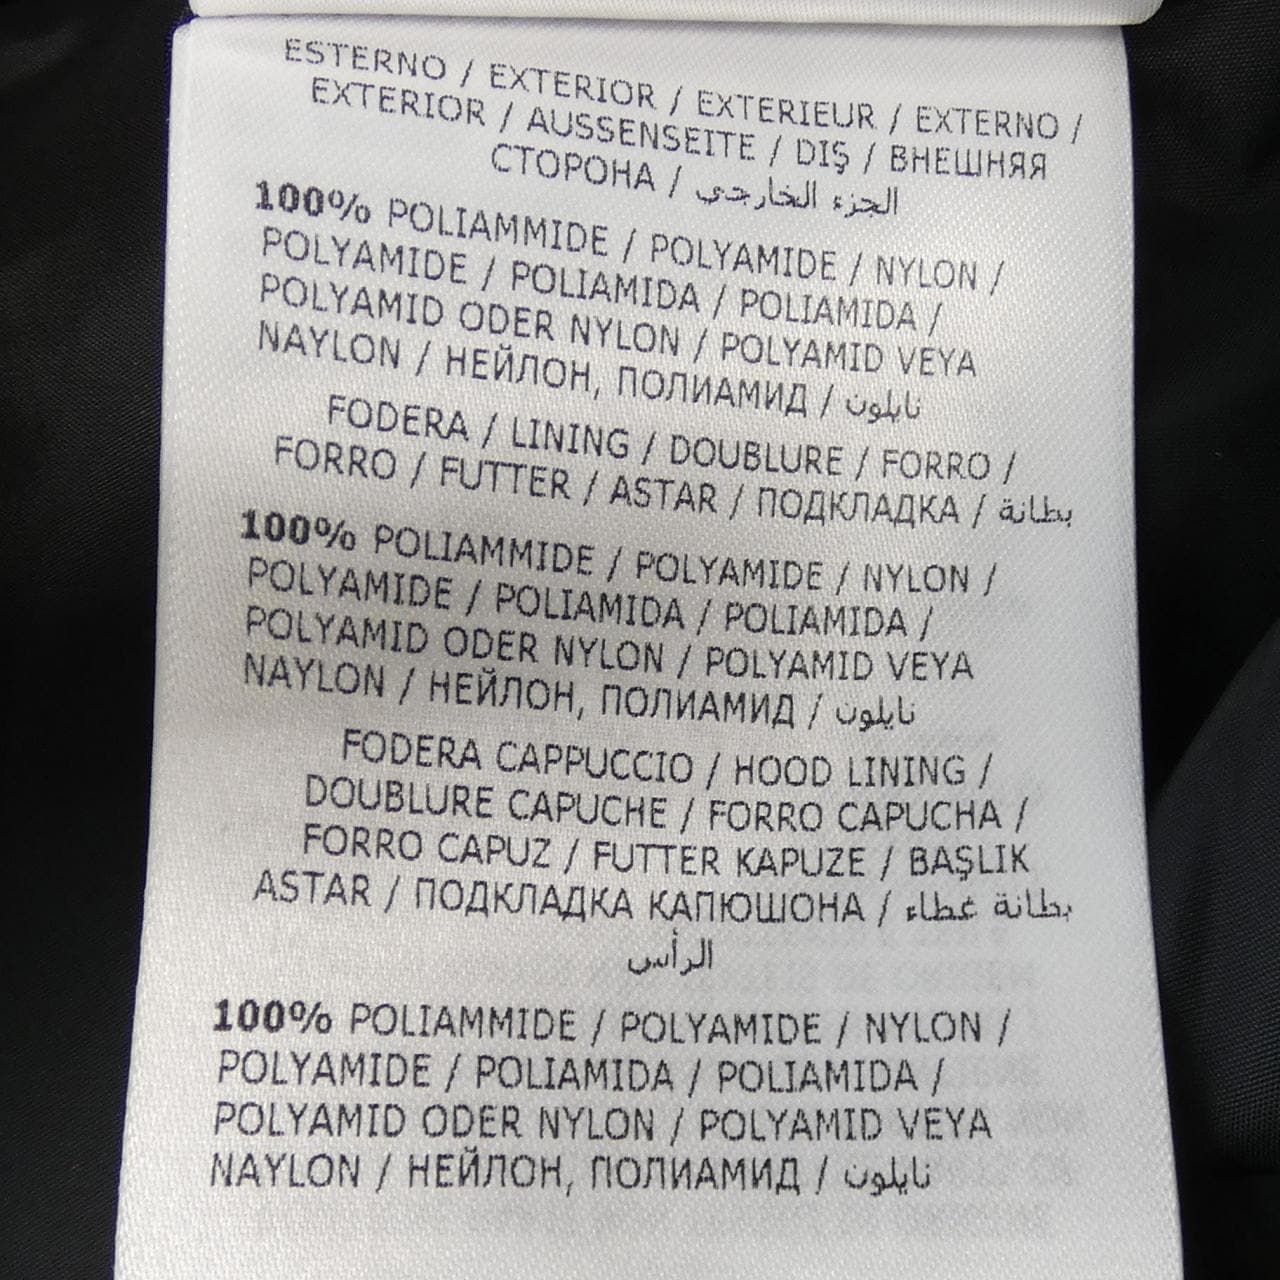 ESTERNO / EXTERIOR / EXTERIEUR / EXTERNO /
EXTERIOR / AUSSENSEITE / DIŞ / ВНЕШНЯЯ
СТОРОНА / الجزء الخارجي
100% POLIAMMIDE / POLYAMIDE / NYLON /
POLYAMIDE / POLIAMIDA / POLIAMIDA /
POLYAMID ODER NYLON / POLYAMID VEYA
NAYLON / НЕЙЛОН, ПОЛИАМИД / نايلون
FODERA / LINING / DOUBLURE / FORRO /
FORRO / FUTTER / ASTAR / ПОДКЛАДКА / بطانة
100% POLIAMMIDE / POLYAMIDE / NYLON /
POLYAMIDE / POLIAMIDA / POLIAMIDA /
POLYAMID ODER NYLON / POLYAMID VEYA
NAYLON / НЕЙЛОН, ПОЛИАМИД / نايلون
FODERA CAPPUCCIO / HOOD LINING /
DOUBLURE CAPUCHE / FORRO CAPUCHA /
FORRO CAPUZ / FUTTER KAPUZE / BAŞLIK
ASTAR / ПОДКЛАДКА КАПЮШОНА / بطانة غطاء
الرأس
100% POLIAMMIDE / POLYAMIDE / NYLON /
POLYAMIDE / POLIAMIDA / POLIAMIDA /
POLYAMID ODER NYLON / POLYAMID VEYA
NAYLON / НЕЙЛОН, ПОЛИАМИД / نايلون